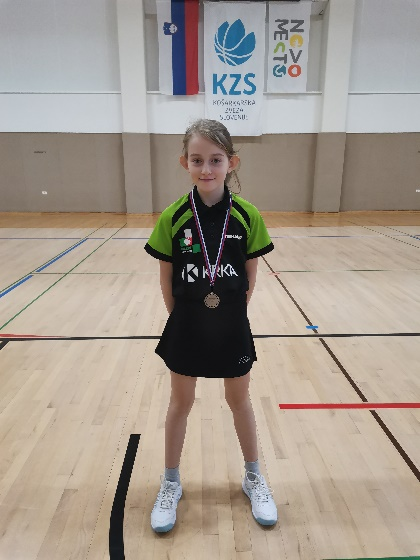 KZS
KOŠARKARSKA
ZVEZA
SLOVENIJE
NOVO
MESTO
KRKA